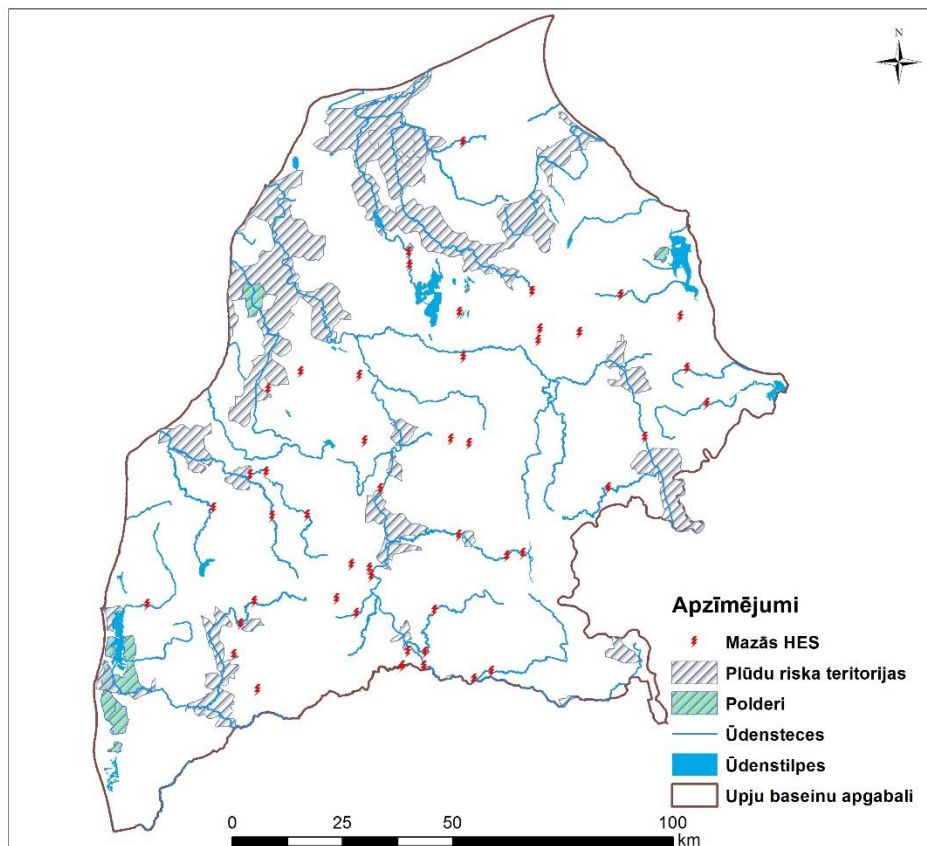 N
Apzīmējumi
Mazās HES
Plūdu riska teritorijas
Polderi
Ūdensteces
Ūdenstilpes
Upju baseinu apgabali
0 25 50 100
km